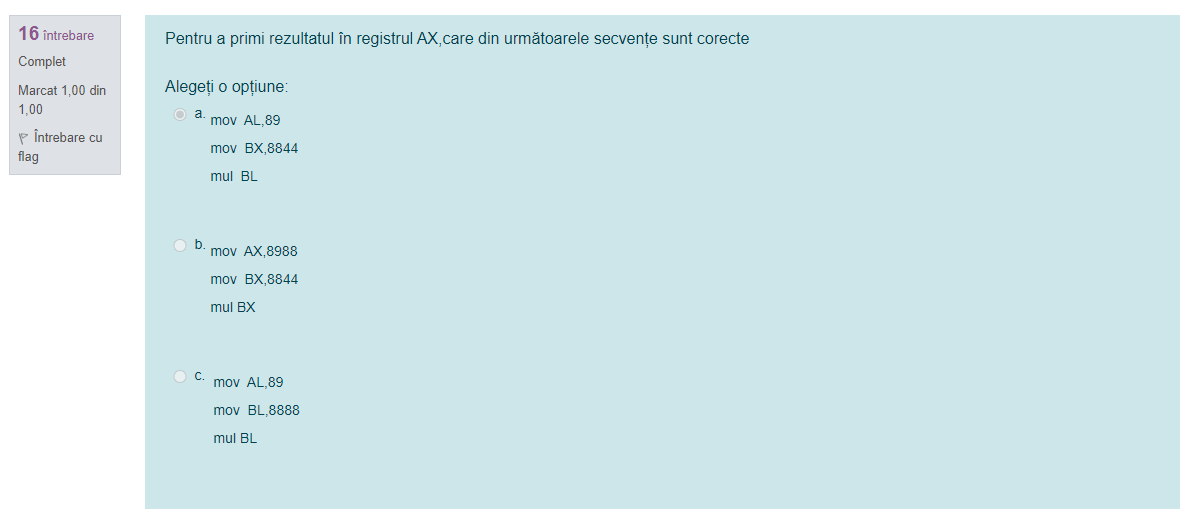 16 întrebare
Complet
Marcat 1,00 din
1,00
Întrebare cu
flag
Pentru a primi rezultatul în registrul AX,care din următoarele secvențe sunt corecte
Alegeți o opțiune:
a. mov AL,89
mov BX,8844
mul BL
b. mov AX,8988
mov BX,8844
mul BX
c. mov AL,89
mov BL,8888
mul BL